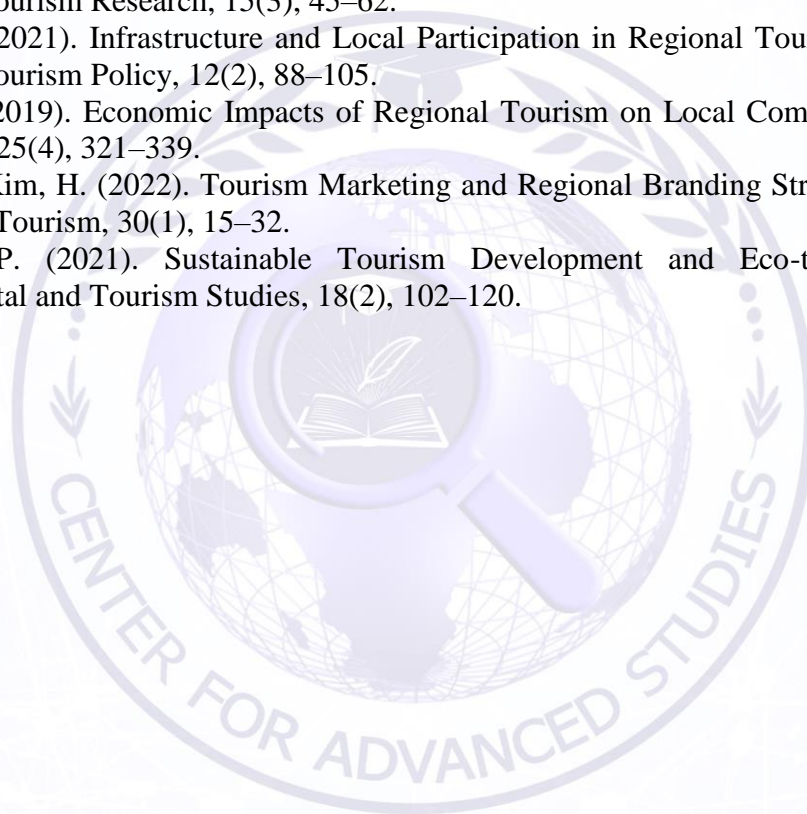 ourism Research, 15(3), 45–62.
2021). Infrastructure and Local Participation in Regional Tour
ourism Policy, 12(2), 88–105.
2019). Economic Impacts of Regional Tourism on Local Com
25(4), 321–339.
Kim, H. (2022). Tourism Marketing and Regional Branding Str
Tourism, 30(1), 15–32.
P. (2021). Sustainable Tourism Development and Eco-t
tal and Tourism Studies, 18(2), 102–120.
CENTER FOR ADVANCED STUDIES